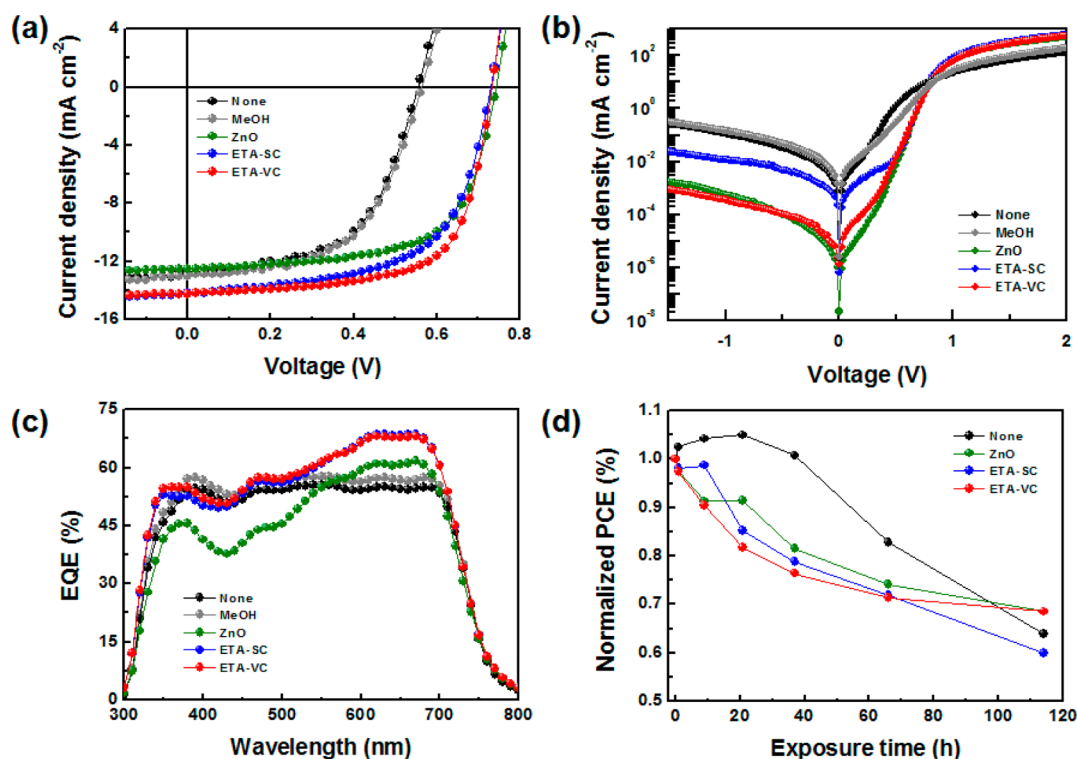 (a)
4
0
-4
-8
-12
-16
Current density (mA cm-2)
None
MeOH
ZnO
ETA-SC
ETA-VC
0.0 0.2 0.4 0.6 0.8
Voltage (V)
(b)
10^2
10^0
10^-2
10^-4
10^-6
10^-8
Current density (mA cm-2)
None
MeOH
ZnO
ETA-SC
ETA-VC
-1 0 1 2
Voltage (V)
(c)
75
60
45
30
15
0
EQE (%)
None
MeOH
ZnO
ETA-SC
ETA-VC
300 400 500 600 700 800
Wavelength (nm)
(d)
1.1
1.0
0.9
0.8
0.7
0.6
0.5
Normalized PCE (%)
None
ZnO
ETA-SC
ETA-VC
0 20 40 60 80 100 120
Exposure time (h)